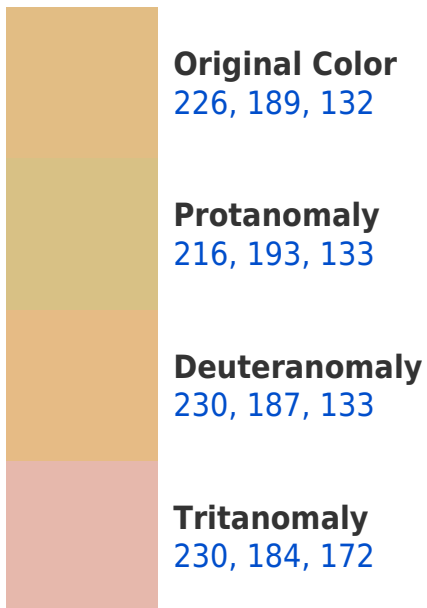 Original Color
226, 189, 132
Protanomaly
216, 193, 133
Deuteranomaly
230, 187, 133
Tritanomaly
230, 184, 172